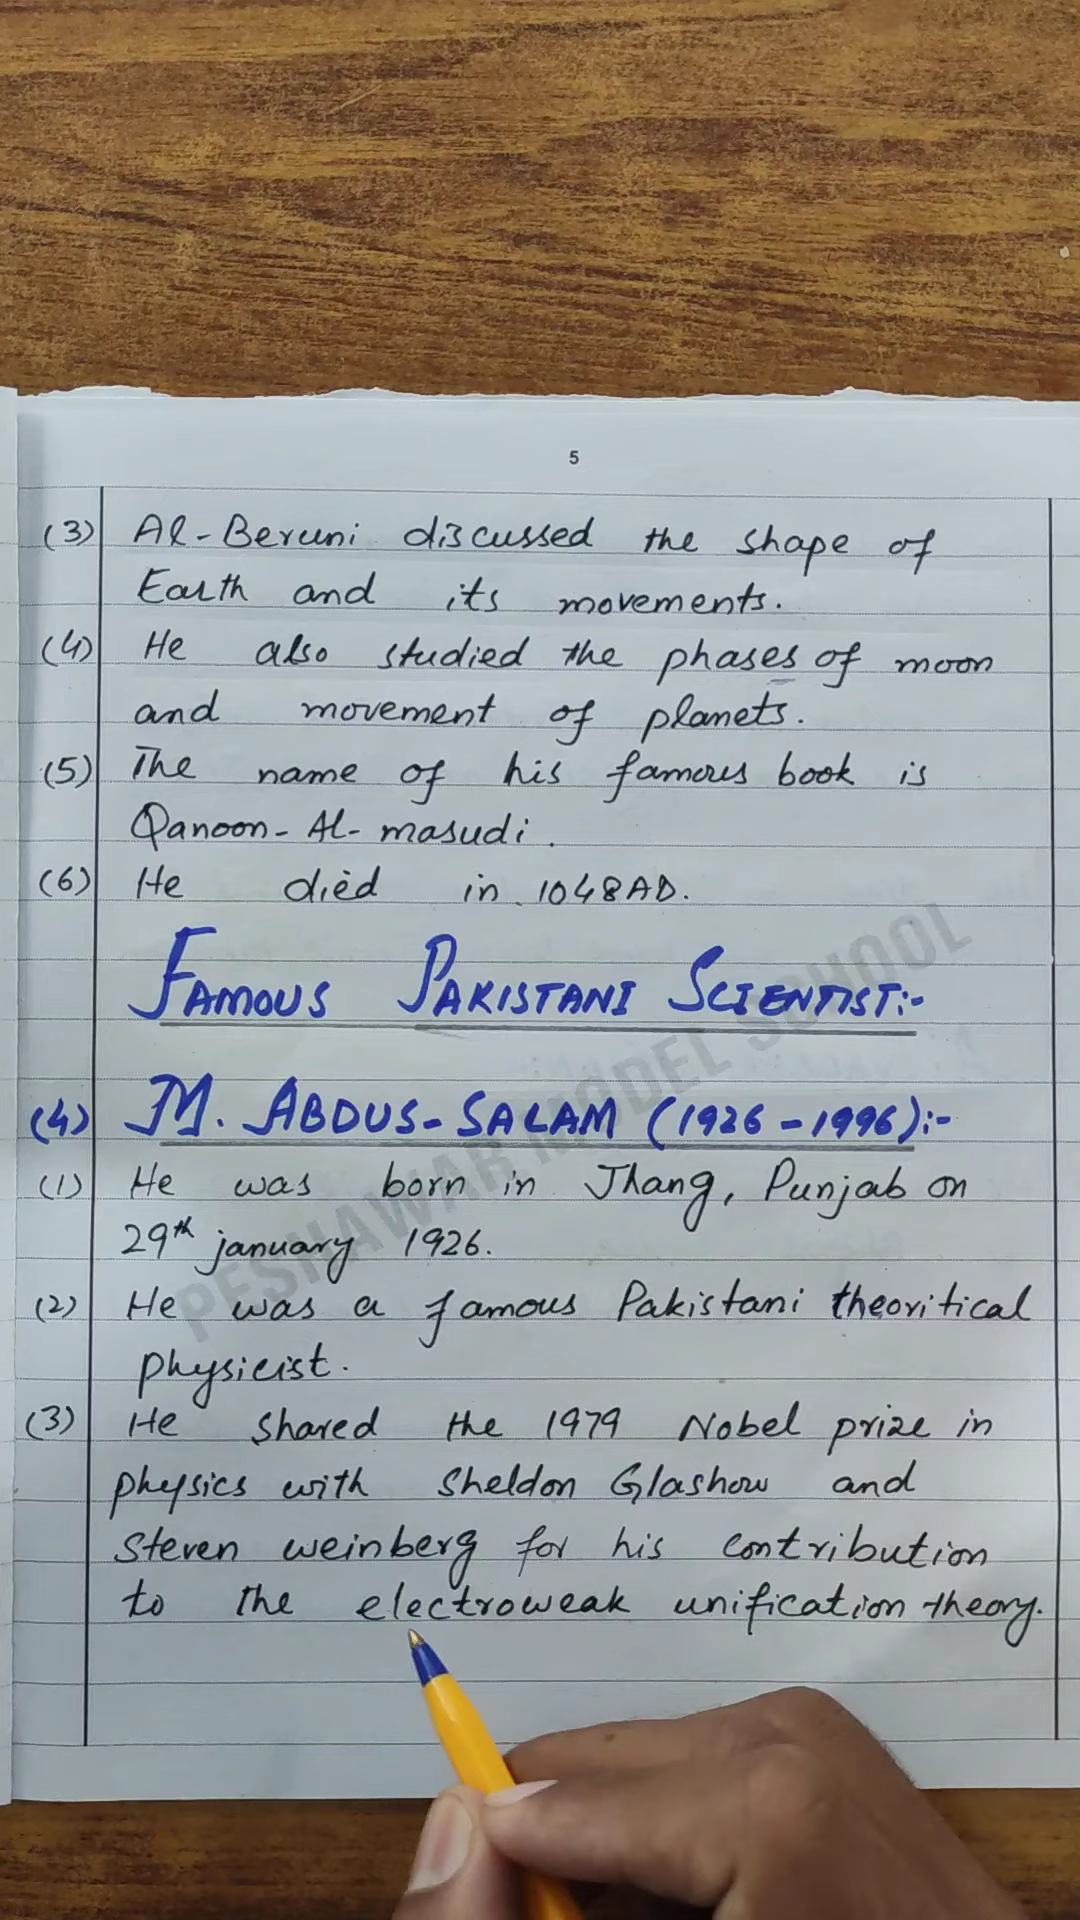 5
(3) Al-Beruni discussed the shape of
Earth and its movements.
(4) He also studied the phases of moon
and movement of planets.
(5) The name of his famous book is
Qanoon-Al-masudi.
(6) He died in 1048AD.
FAMOUS PAKISTANI SCIENTIST:-
(4) M. ABDUS-SALAM (1926-1996):-
(1) He was born in Jhang, Punjab on
29th january 1926.
(2) He was a famous Pakistani theoritical
physicist.
(3) He shared the 1979 Nobel prize in
physics with Sheldon Glashow and
Steven weinberg for his contribution
to the electroweak unification theory.
PESHAWAR MODEL SCHOOL